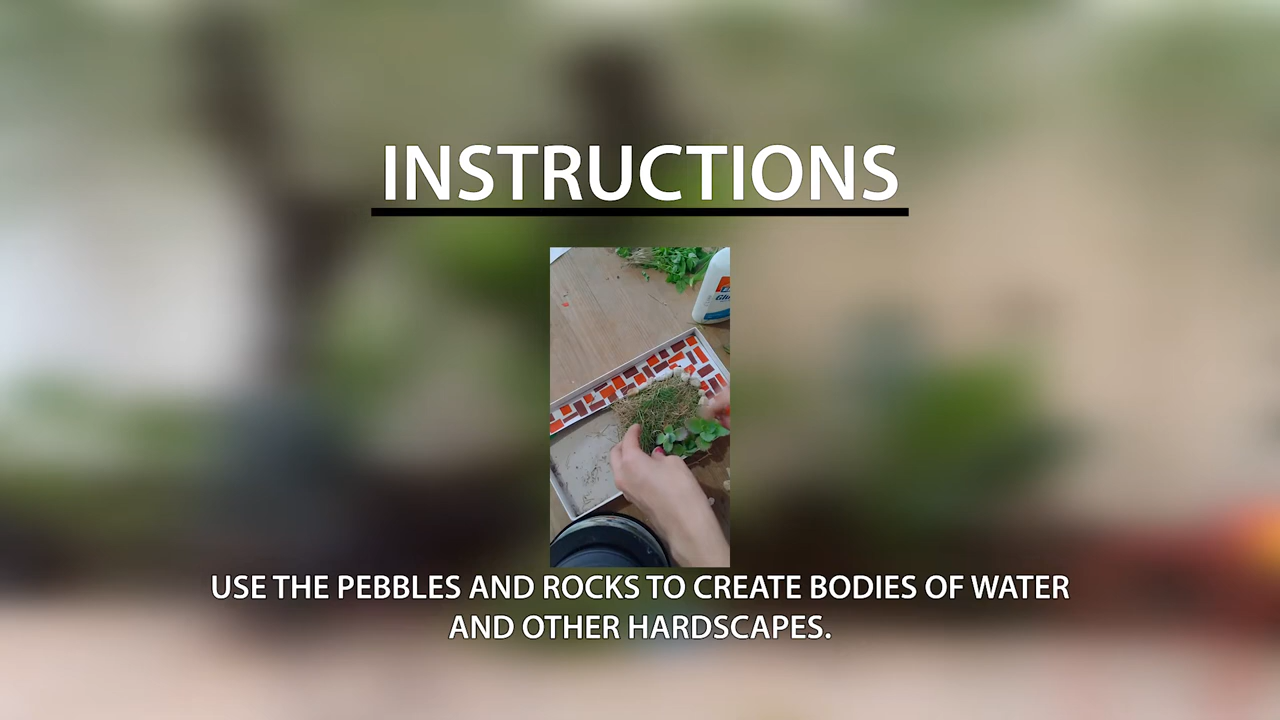 INSTRUCTIONS
USE THE PEBBLES AND ROCKS TO CREATE BODIES OF WATER
AND OTHER HARDSCAPES.